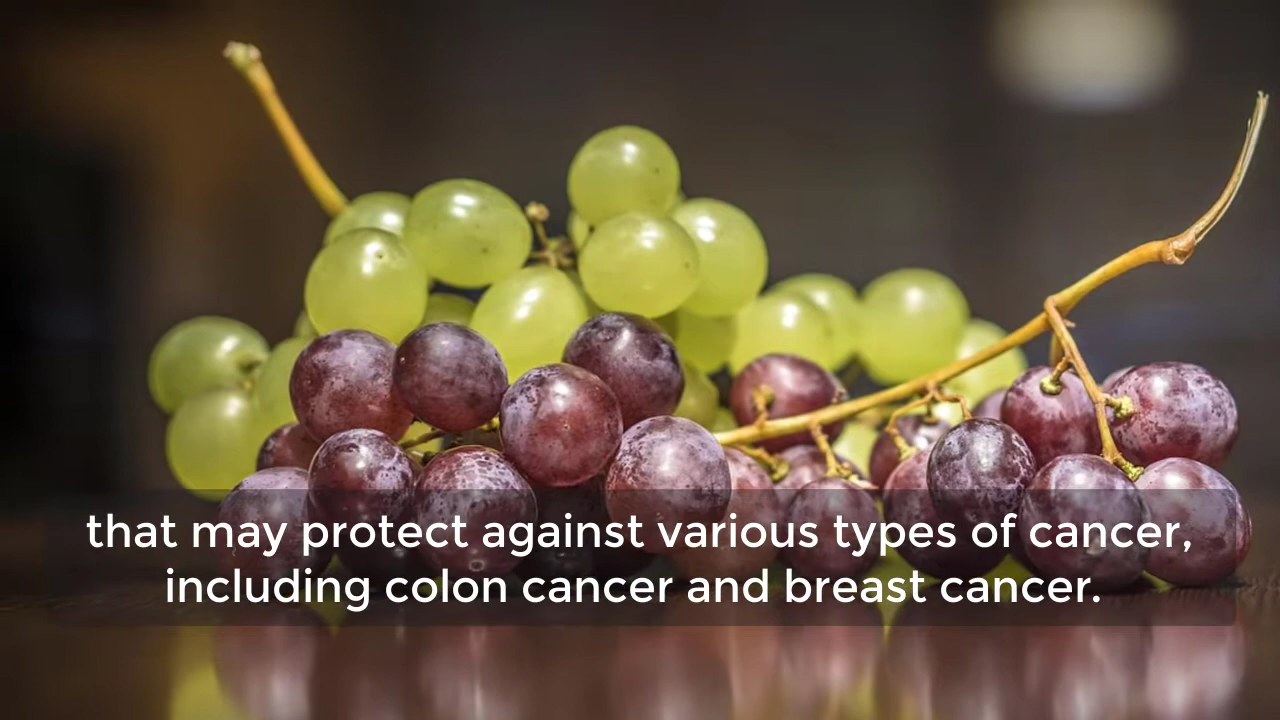 that may protect against various types of cancer,
including colon cancer and breast cancer.